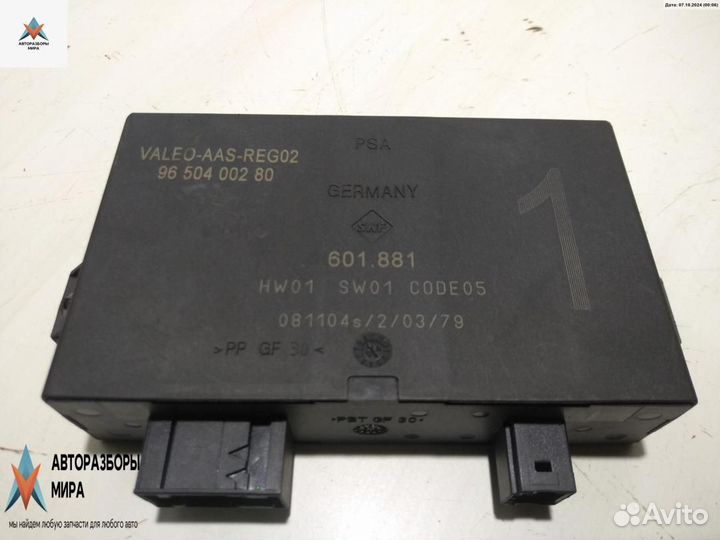 Дата: 07.10.2024 (00:06)
АВТОРАЗБОРЫ
МИРА
VALEO-AAS-REG02
96 504 002 80
PSA
GERMANY
SWF
601.881
HW01 SW01 CODE05
081104s/2/03/79
>PP GF 30<
1
>PBT GF 30<
АВТОРАЗБОРЫ
МИРА
мы найдем любую запчасти для любого авто
Avito